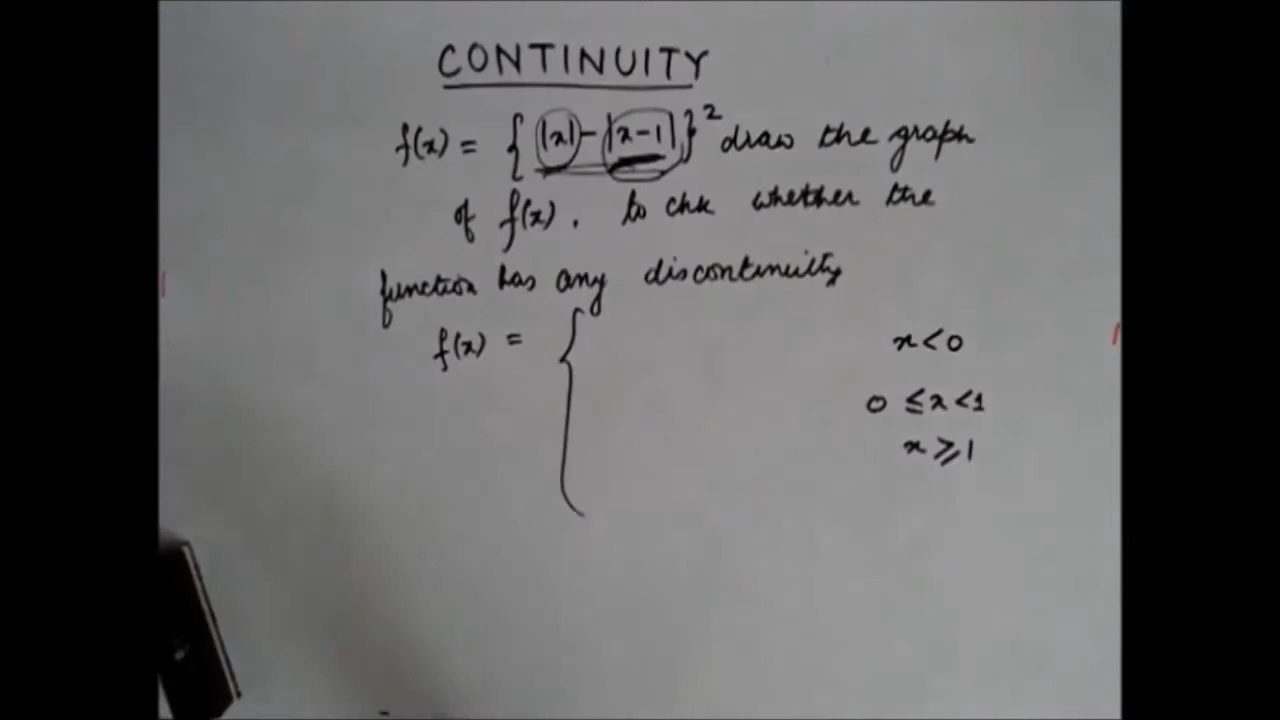 CONTINUITY
f(x) = { |x| - |x-1| }² draw the graph
of f(x). to chk whether the
function has any discontinuity
f(x) = {
x < 0
0 ≤ x < 1
x ≥ 1